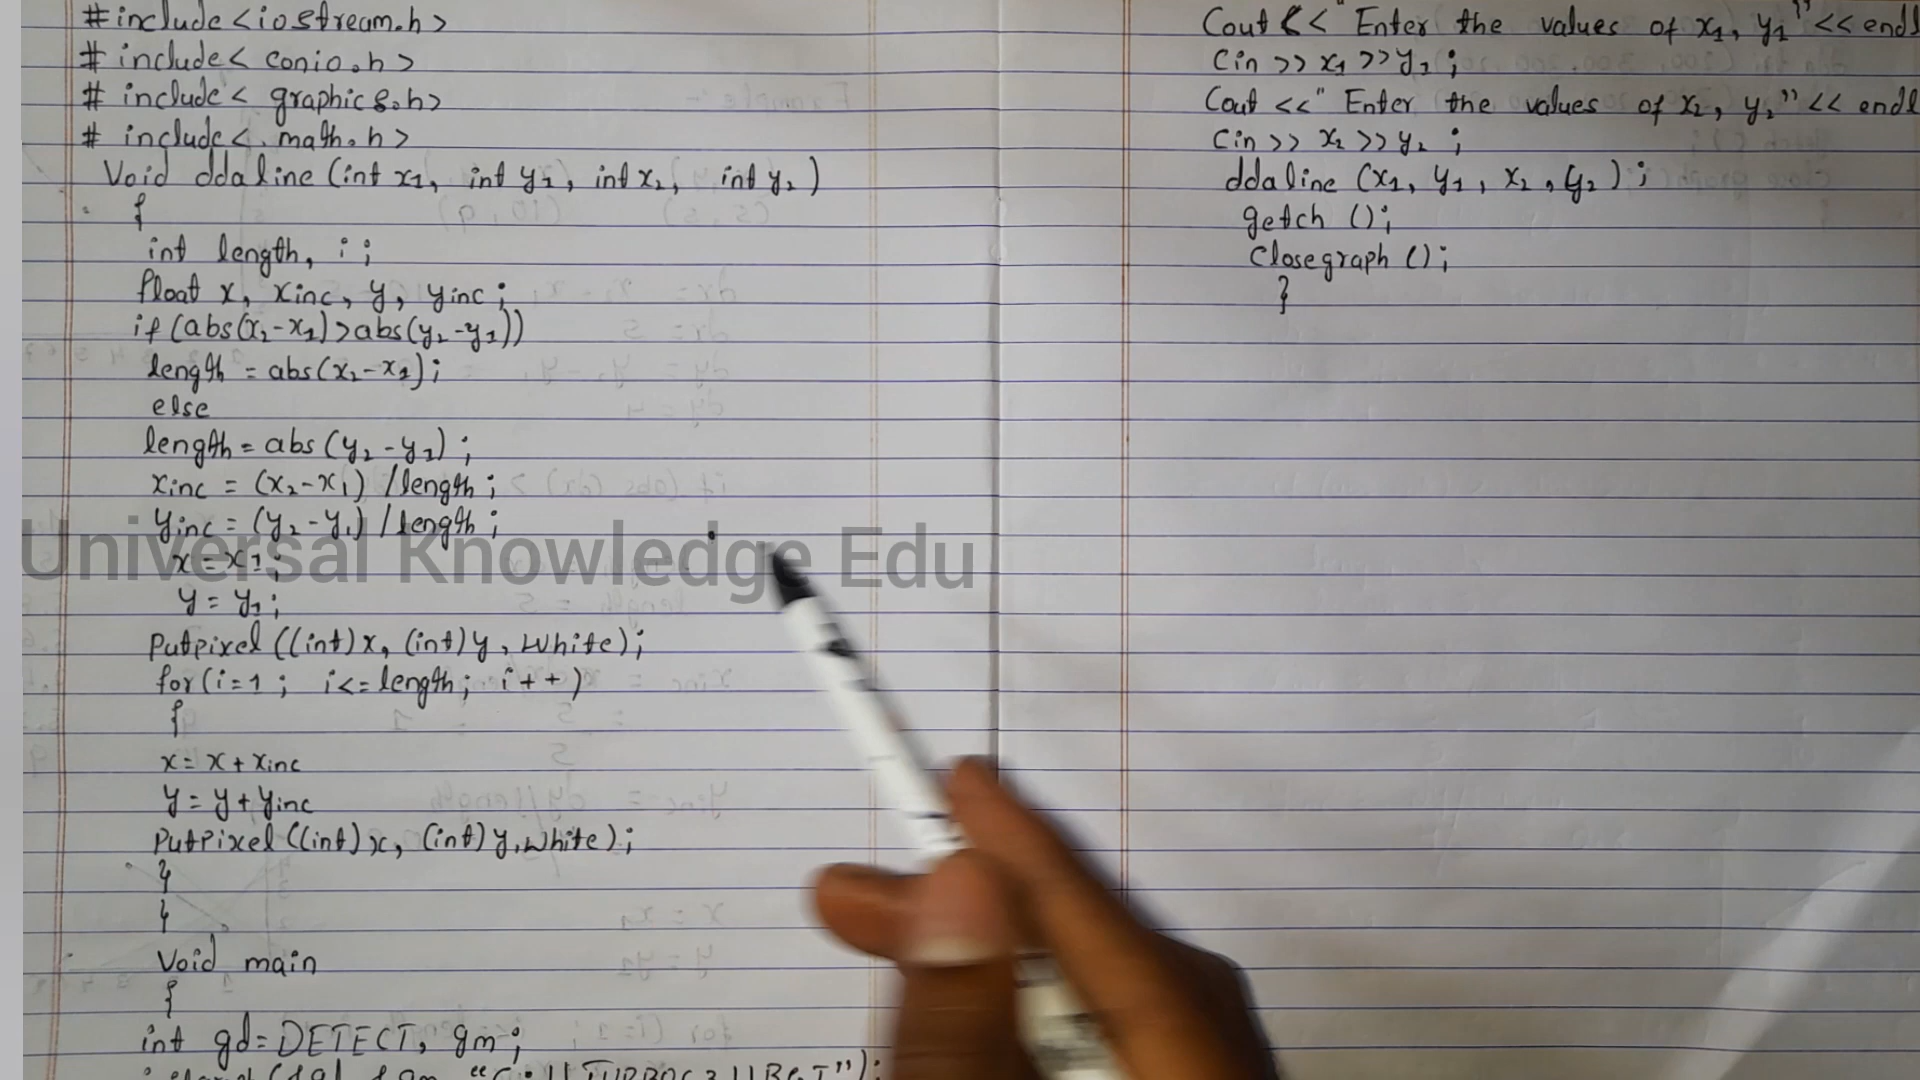 #include<iostream.h>
# include< conio.h>
# include< graphics.h>
# include< math.h>
Void ddaline (int x1, int y1, int x2, int y2)
{
int length, i;
float x, xinc, y, yinc;
if (abs(x2-x1)>abs(y2-y1))
length = abs(x2-x1);
else
length = abs (y2-y1);
xinc = (x2-x1) /length;
yinc = (y2-y1) /length;
x = x1;
y = y1;
Putpixel ((int)x, (int)y, White);
for(i=1; i<=length; i++)
{
x = x + xinc
y = y + yinc
PutPixel ((int)x, (int)y, White);
}
}
Void main
{
int gd=DETECT, gm;
Cout << "Enter the values of x1, y1" << endl
Cin >> x1 >> y1;
Cout << "Enter the values of x2, y2" << endl
Cin >> x2 >> y2;
ddaline (x1, y1, x2, y2);
getch ();
Closegraph ();
}
Universal Knowledge Edu